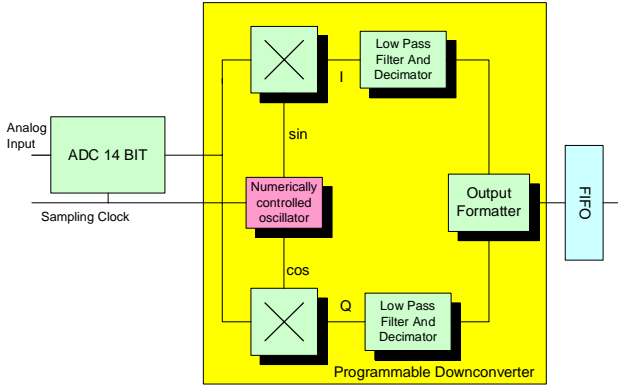 Low Pass
Filter And
Decimator
I
Analog
Input
sin
ADC 14 BIT
Numerically
controlled
oscillator
Output
Formatter
FIFO
Sampling Clock
cos
Q
Low Pass
Filter And
Decimator
Programmable Downconverter